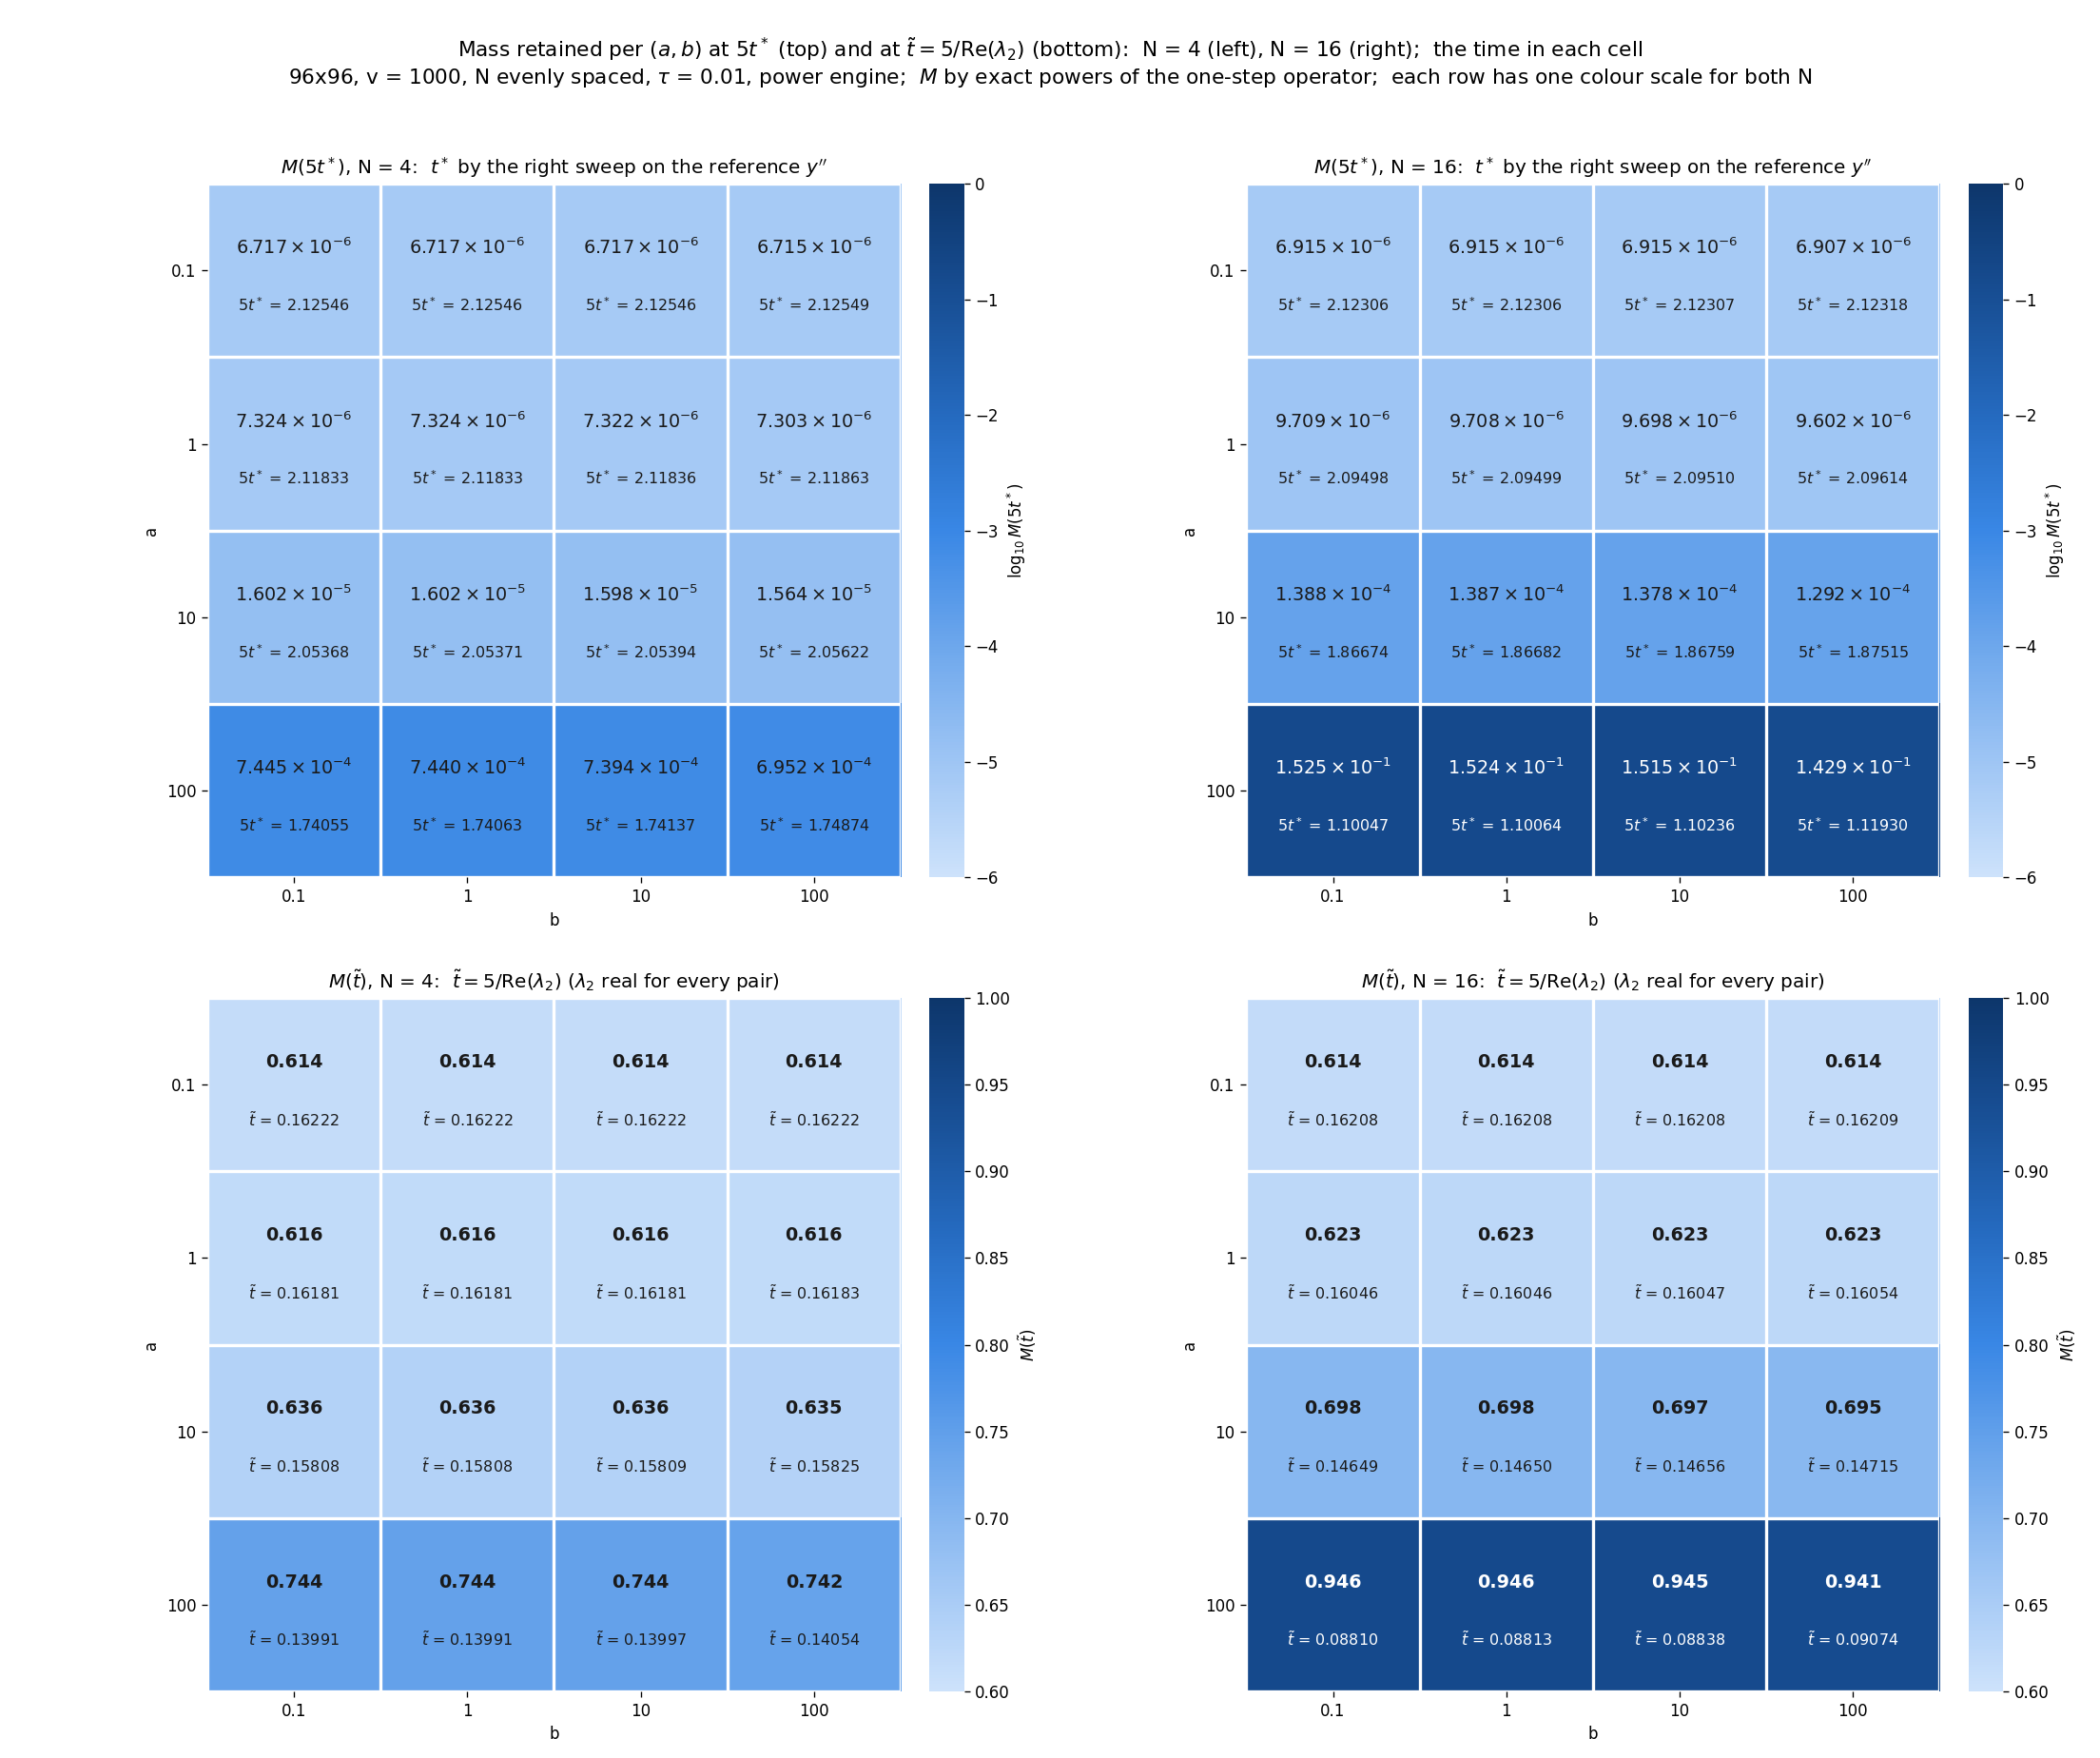 Mass retained per (a, b) at 5t* (top) and at t̃ = 5/Re(λ₂) (bottom):  N = 4 (left), N = 16 (right);  the time in each cell
96x96, v = 1000, N evenly spaced, τ = 0.01, power engine;  M by exact powers of the one-step operator;  each row has one colour scale for both N
M(5t*), N = 4:  t* by the right sweep on the reference y″
6.717 × 10⁻⁶ 6.717 × 10⁻⁶ 6.717 × 10⁻⁶ 6.715 × 10⁻⁶
0.1
5t* = 2.12546 5t* = 2.12546 5t* = 2.12546 5t* = 2.12549
7.324 × 10⁻⁶ 7.324 × 10⁻⁶ 7.322 × 10⁻⁶ 7.303 × 10⁻⁶
1
5t* = 2.11833 5t* = 2.11833 5t* = 2.11836 5t* = 2.11863
a
1.602 × 10⁻⁵ 1.602 × 10⁻⁵ 1.598 × 10⁻⁵ 1.564 × 10⁻⁵
10
5t* = 2.05368 5t* = 2.05371 5t* = 2.05394 5t* = 2.05622
7.445 × 10⁻⁴ 7.440 × 10⁻⁴ 7.394 × 10⁻⁴ 6.952 × 10⁻⁴
100
5t* = 1.74055 5t* = 1.74063 5t* = 1.74137 5t* = 1.74874
0.1 1 10 100
b
0
−1
−2
−3
−4
−5
−6
log₁₀ M(5t*)
M(5t*), N = 16:  t* by the right sweep on the reference y″
6.915 × 10⁻⁶ 6.915 × 10⁻⁶ 6.915 × 10⁻⁶ 6.907 × 10⁻⁶
0.1
5t* = 2.12306 5t* = 2.12306 5t* = 2.12307 5t* = 2.12318
9.709 × 10⁻⁶ 9.708 × 10⁻⁶ 9.698 × 10⁻⁶ 9.602 × 10⁻⁶
1
5t* = 2.09498 5t* = 2.09499 5t* = 2.09510 5t* = 2.09614
a
1.388 × 10⁻⁴ 1.387 × 10⁻⁴ 1.378 × 10⁻⁴ 1.292 × 10⁻⁴
10
5t* = 1.86674 5t* = 1.86682 5t* = 1.86759 5t* = 1.87515
1.525 × 10⁻¹ 1.524 × 10⁻¹ 1.515 × 10⁻¹ 1.429 × 10⁻¹
100
5t* = 1.10047 5t* = 1.10064 5t* = 1.10236 5t* = 1.11930
0.1 1 10 100
b
0
−1
−2
−3
−4
−5
−6
log₁₀ M(5t*)
M(t̃), N = 4:  t̃ = 5/Re(λ₂) (λ₂ real for every pair)
0.614 0.614 0.614 0.614
0.1
t̃ = 0.16222 t̃ = 0.16222 t̃ = 0.16222 t̃ = 0.16222
0.616 0.616 0.616 0.616
1
t̃ = 0.16181 t̃ = 0.16181 t̃ = 0.16181 t̃ = 0.16183
a
0.636 0.636 0.636 0.635
10
t̃ = 0.15808 t̃ = 0.15808 t̃ = 0.15809 t̃ = 0.15825
0.744 0.744 0.744 0.742
100
t̃ = 0.13991 t̃ = 0.13991 t̃ = 0.13997 t̃ = 0.14054
0.1 1 10 100
b
1.00
0.95
0.90
0.85
0.80
0.75
0.70
0.65
0.60
M(t̃)
M(t̃), N = 16:  t̃ = 5/Re(λ₂) (λ₂ real for every pair)
0.614 0.614 0.614 0.614
0.1
t̃ = 0.16208 t̃ = 0.16208 t̃ = 0.16208 t̃ = 0.16209
0.623 0.623 0.623 0.623
1
t̃ = 0.16046 t̃ = 0.16046 t̃ = 0.16047 t̃ = 0.16054
a
0.698 0.698 0.697 0.695
10
t̃ = 0.14649 t̃ = 0.14650 t̃ = 0.14656 t̃ = 0.14715
0.946 0.946 0.945 0.941
100
t̃ = 0.08810 t̃ = 0.08813 t̃ = 0.08838 t̃ = 0.09074
0.1 1 10 100
b
1.00
0.95
0.90
0.85
0.80
0.75
0.70
0.65
0.60
M(t̃)